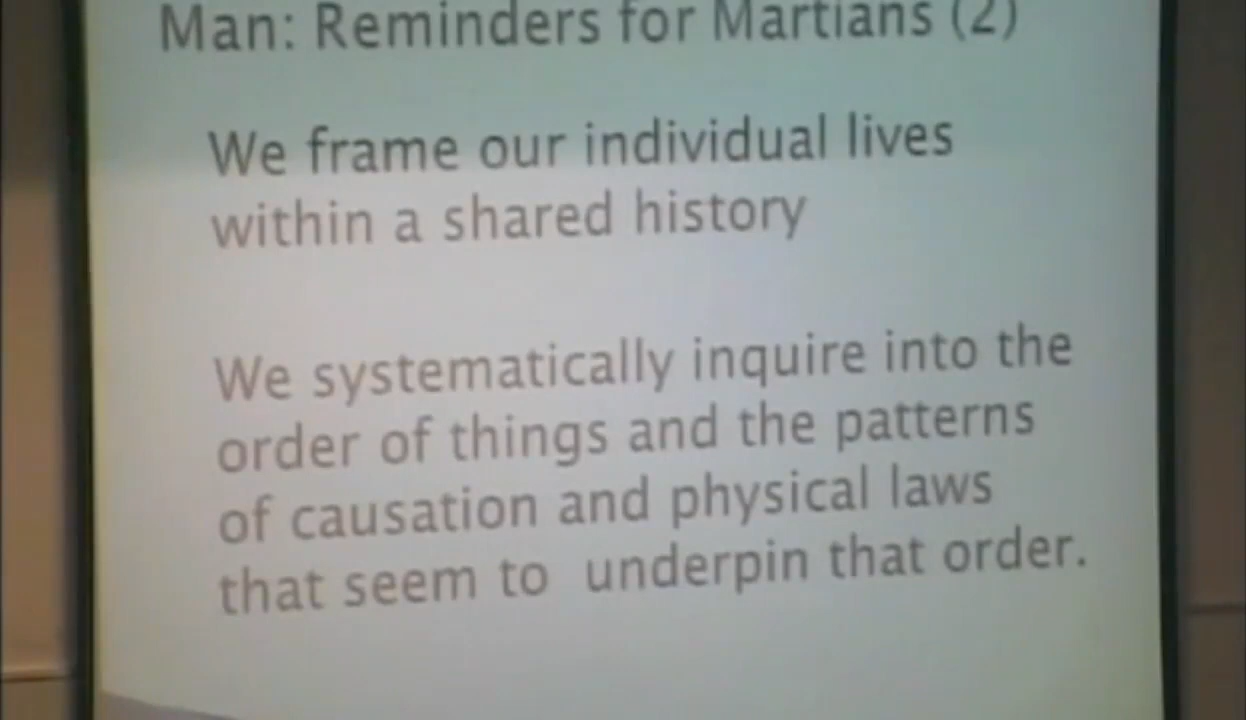 Man: Reminders for Martians (2)
We frame our individual lives
within a shared history
We systematically inquire into the
order of things and the patterns
of causation and physical laws
that seem to underpin that order.